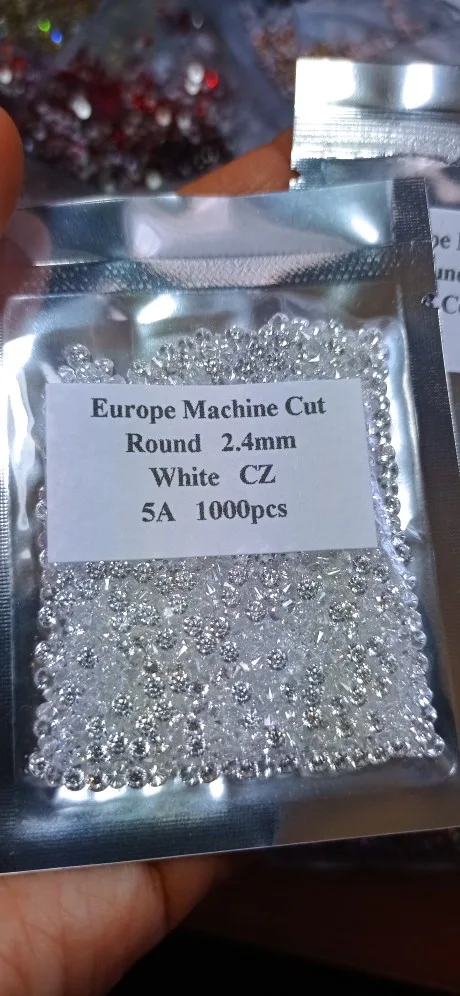 Europe Machine Cut
Round 2.4mm
White CZ
5A 1000pcs